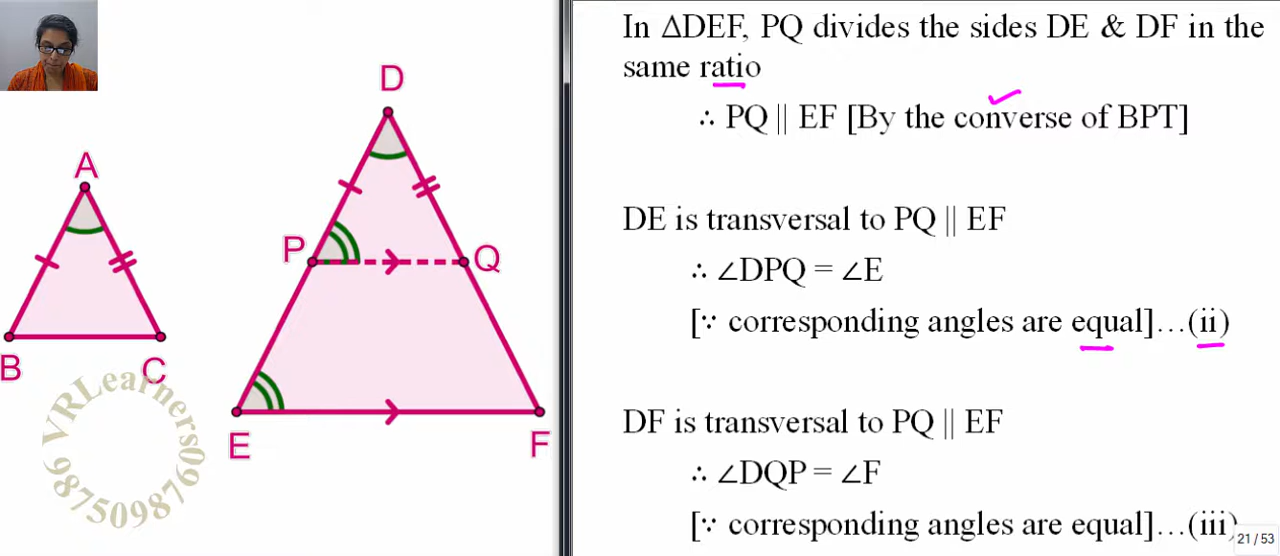 In ΔDEF, PQ divides the sides DE & DF in the
same ratio
∴ PQ || EF [By the converse of BPT]
DE is transversal to PQ || EF
∴ ∠DPQ = ∠E
[∵ corresponding angles are equal]…(ii)
DF is transversal to PQ || EF
∴ ∠DQP = ∠F
[∵ corresponding angles are equal]…(iii)
21 / 53
D
A
P
Q
B
C
E
F
VRLearners
09875098760